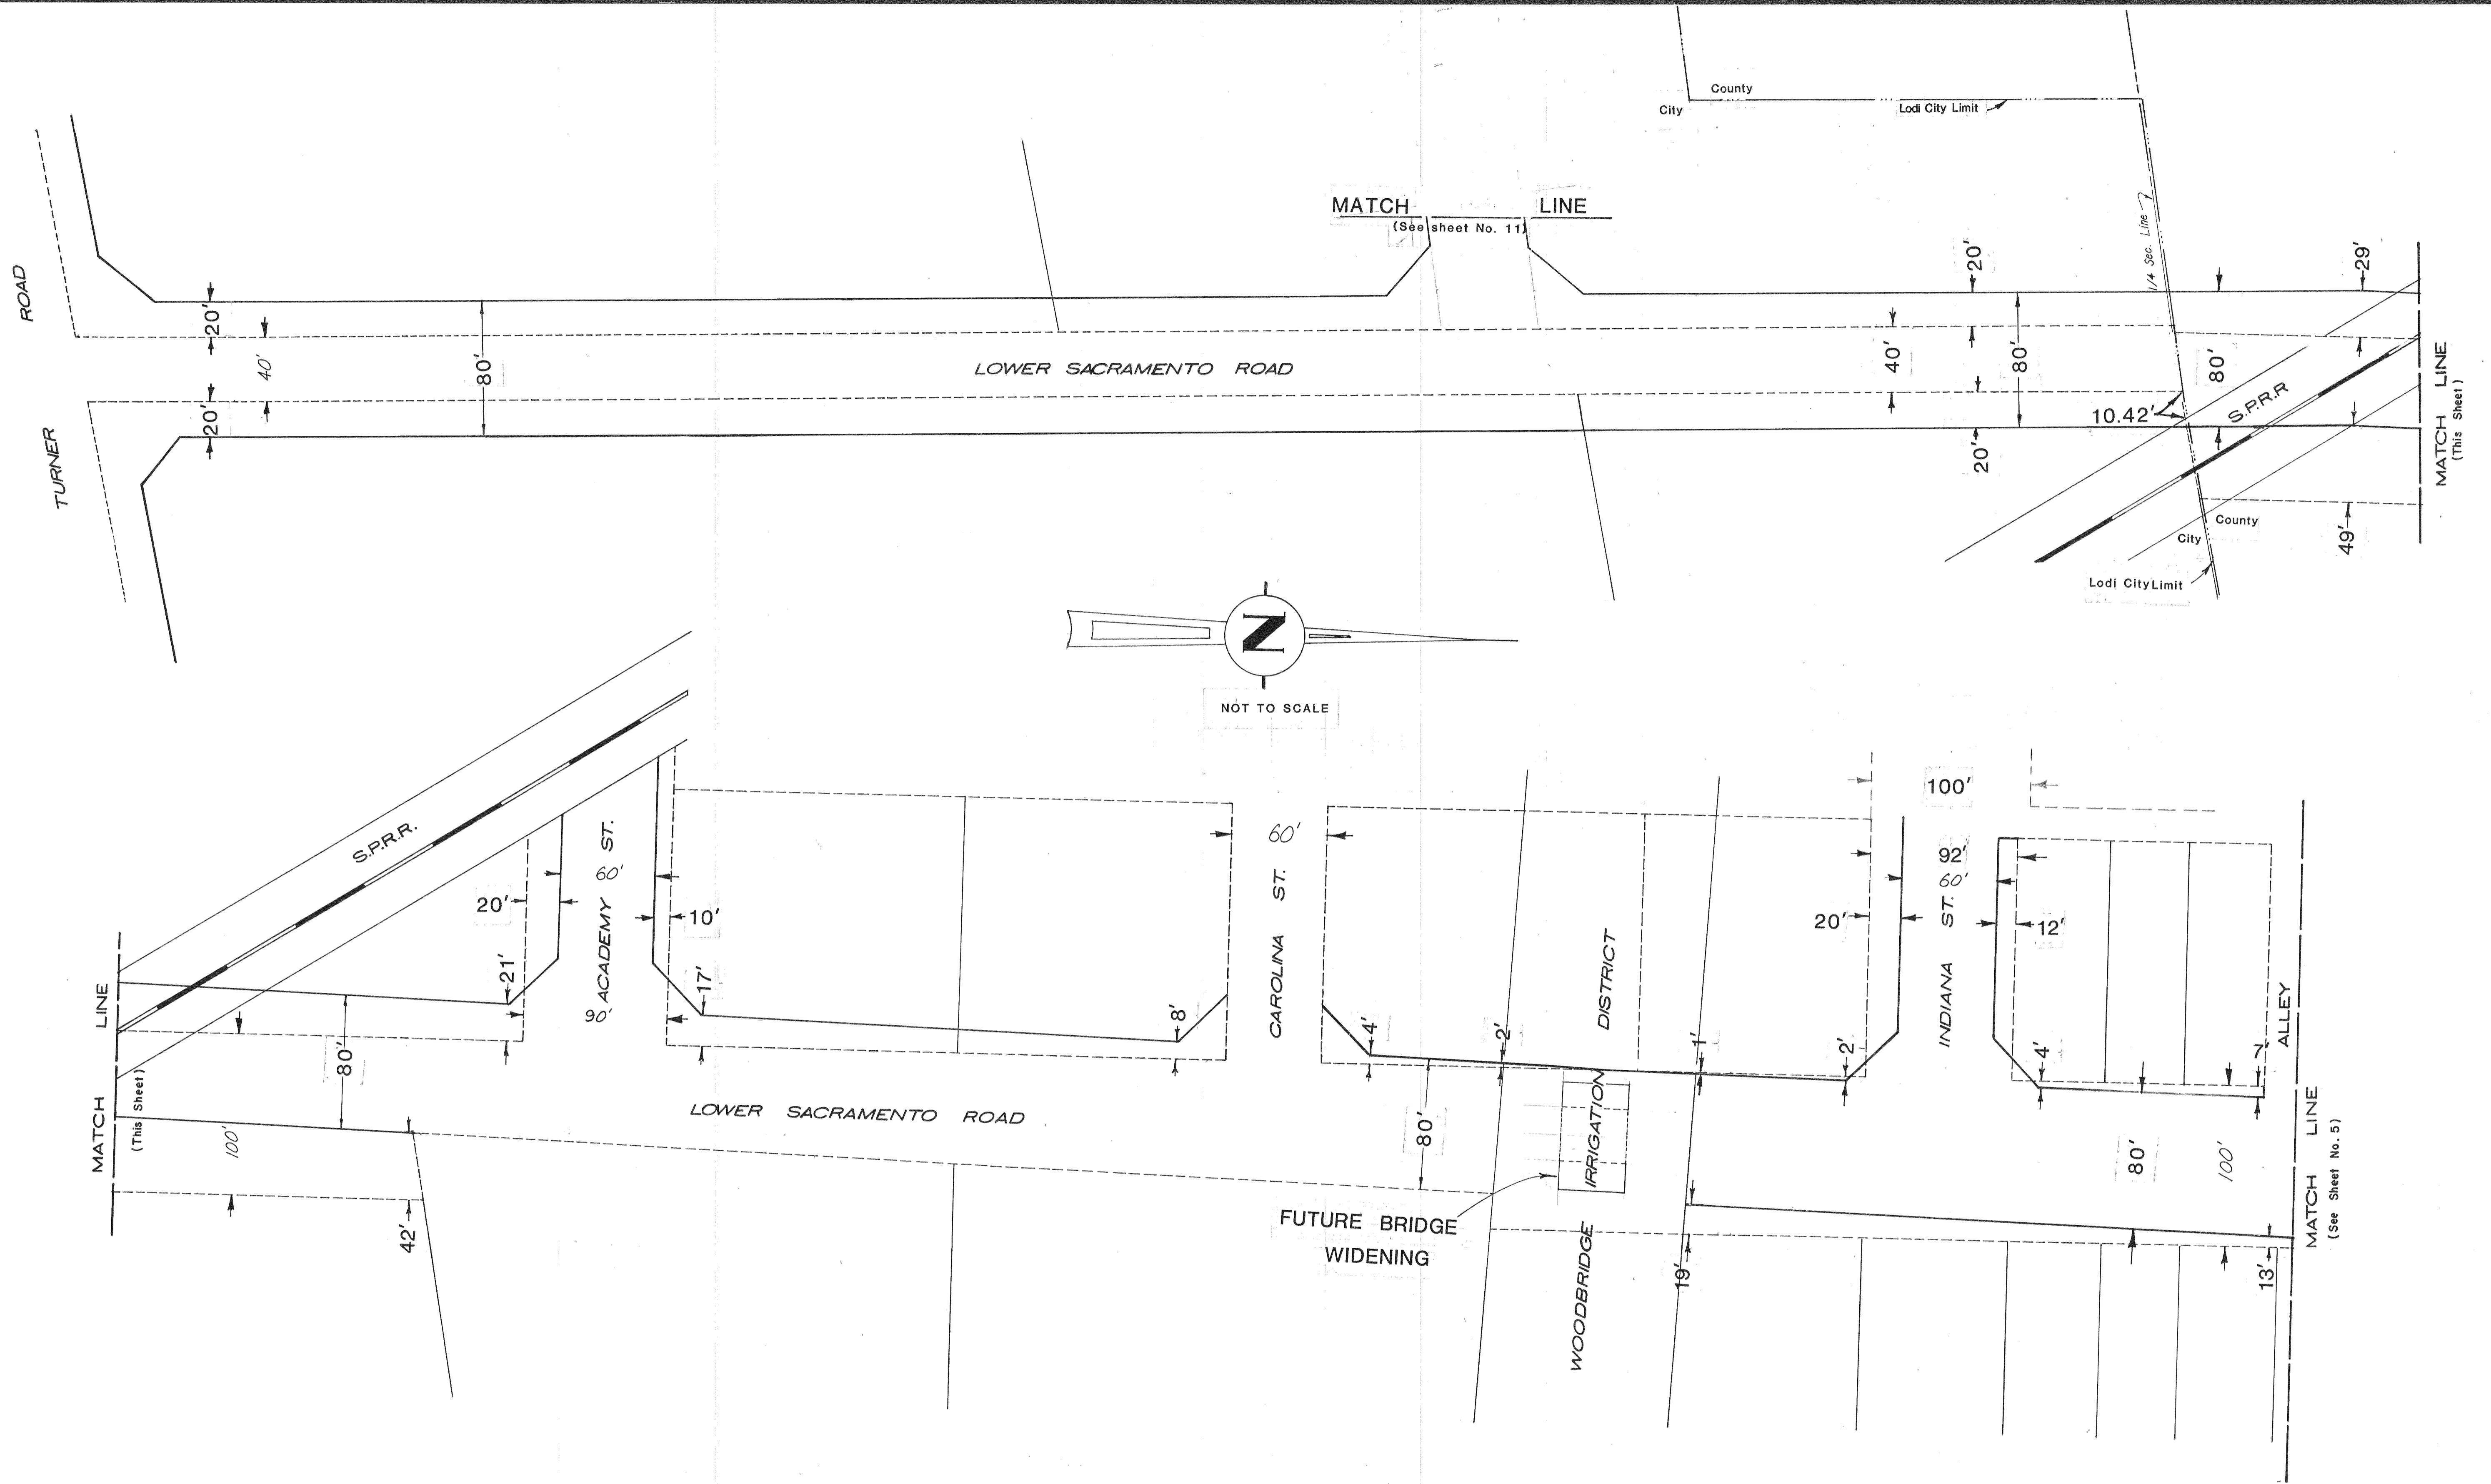 County
City
Lodi City Limit
MATCH LINE
(See sheet No. 11)
1/4 Sec. Line
ROAD
TURNER
20'
40'
20'
80'
LOWER SACRAMENTO ROAD
20'
40'
80'
20'
10.42'
80'
29'
S.P.R.R
49'
County
City
Lodi City Limit
MATCH LINE
(This Sheet)
N
NOT TO SCALE
MATCH LINE
(This Sheet)
S.P.R.R.
100'
80'
42'
21'
20'
60'
90'
ACADEMY ST.
10'
17'
LOWER SACRAMENTO ROAD
8'
60'
CAROLINA ST.
4'
80'
2'
FUTURE BRIDGE
WIDENING
WOODBRIDGE IRRIGATION DISTRICT
1'
19'
2'
20'
100'
92'
60'
INDIANA ST.
12'
4'
7'
80'
100'
13'
ALLEY
MATCH LINE
(See Sheet No. 5)